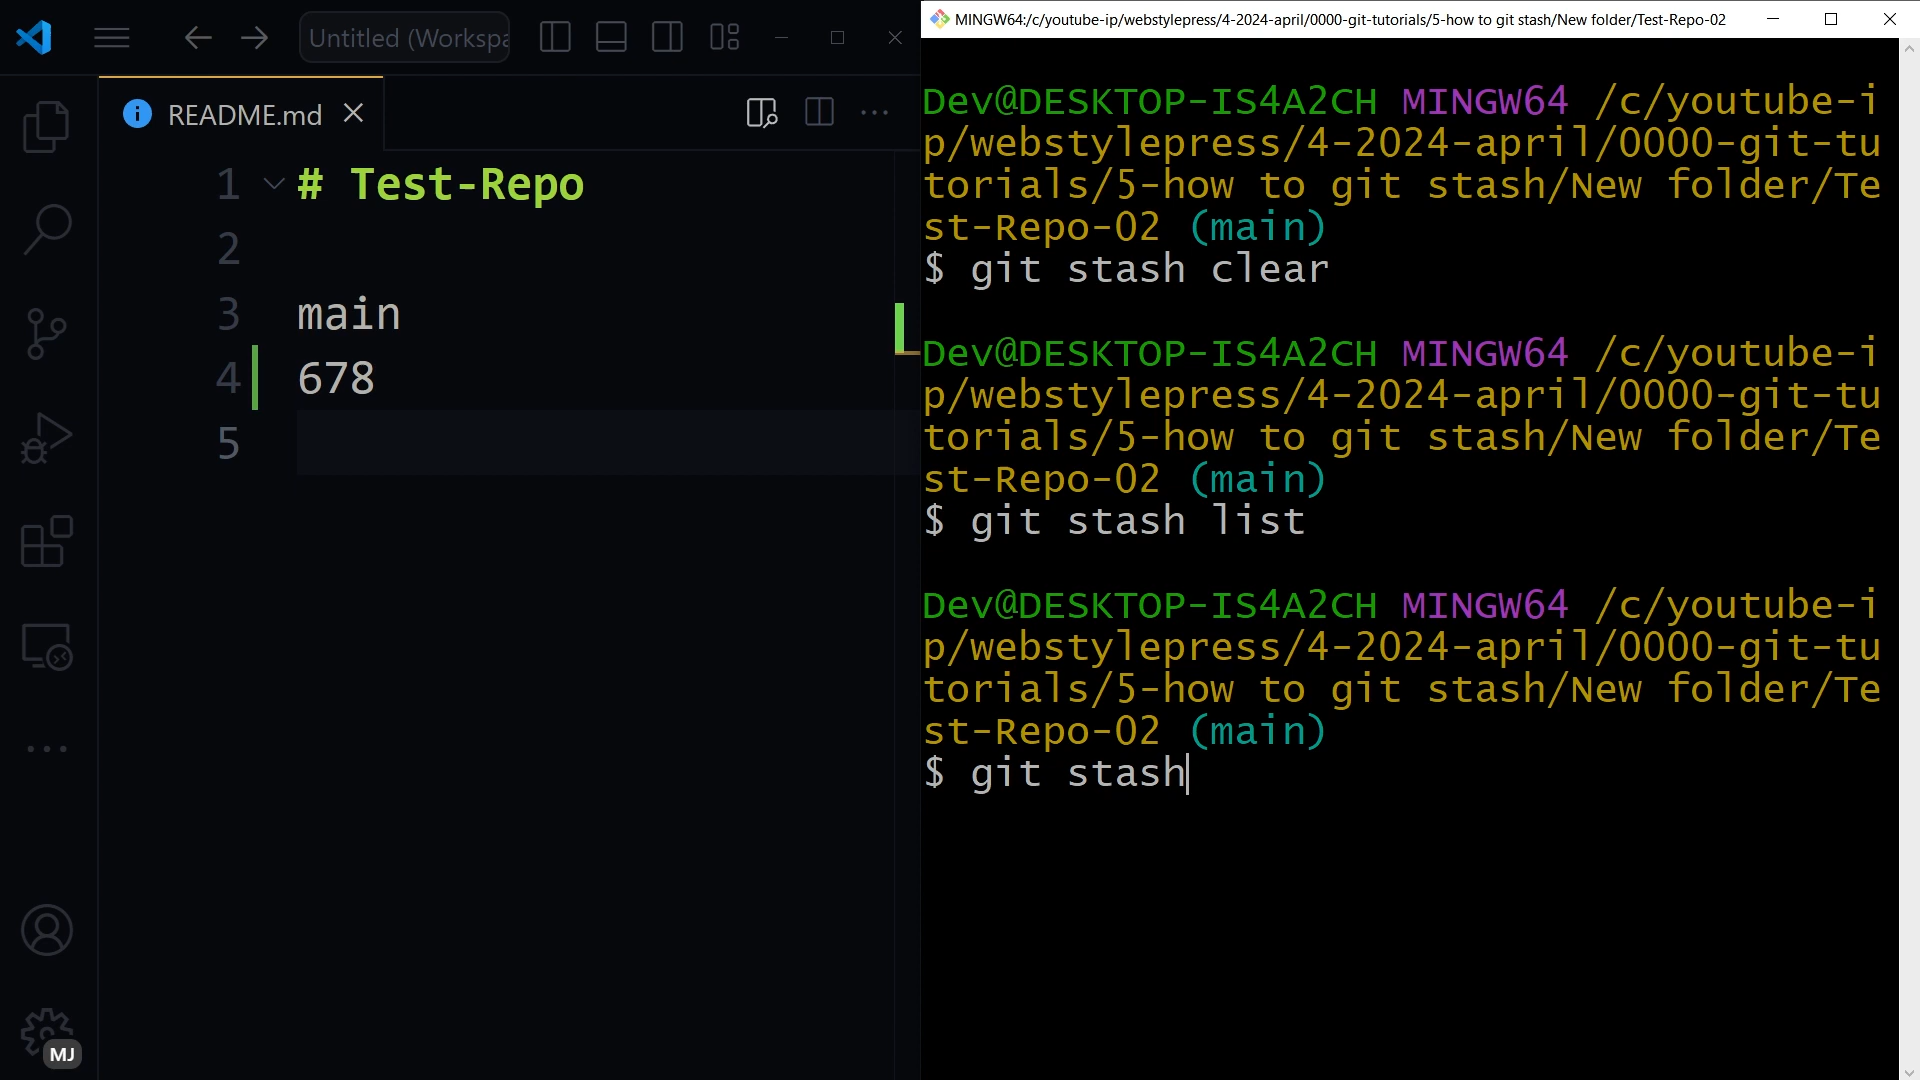 Untitled (Workspa
README.md
1 # Test-Repo
2
3 main
4 678
5
MJ
MINGW64:/c/youtube-ip/webstylepress/4-2024-april/0000-git-tutorials/5-how to git stash/New folder/Test-Repo-02
Dev@DESKTOP-IS4A2CH MINGW64 /c/youtube-i
p/webstylepress/4-2024-april/0000-git-tu
torials/5-how to git stash/New folder/Te
st-Repo-02 (main)
$ git stash clear
Dev@DESKTOP-IS4A2CH MINGW64 /c/youtube-i
p/webstylepress/4-2024-april/0000-git-tu
torials/5-how to git stash/New folder/Te
st-Repo-02 (main)
$ git stash list
Dev@DESKTOP-IS4A2CH MINGW64 /c/youtube-i
p/webstylepress/4-2024-april/0000-git-tu
torials/5-how to git stash/New folder/Te
st-Repo-02 (main)
$ git stash